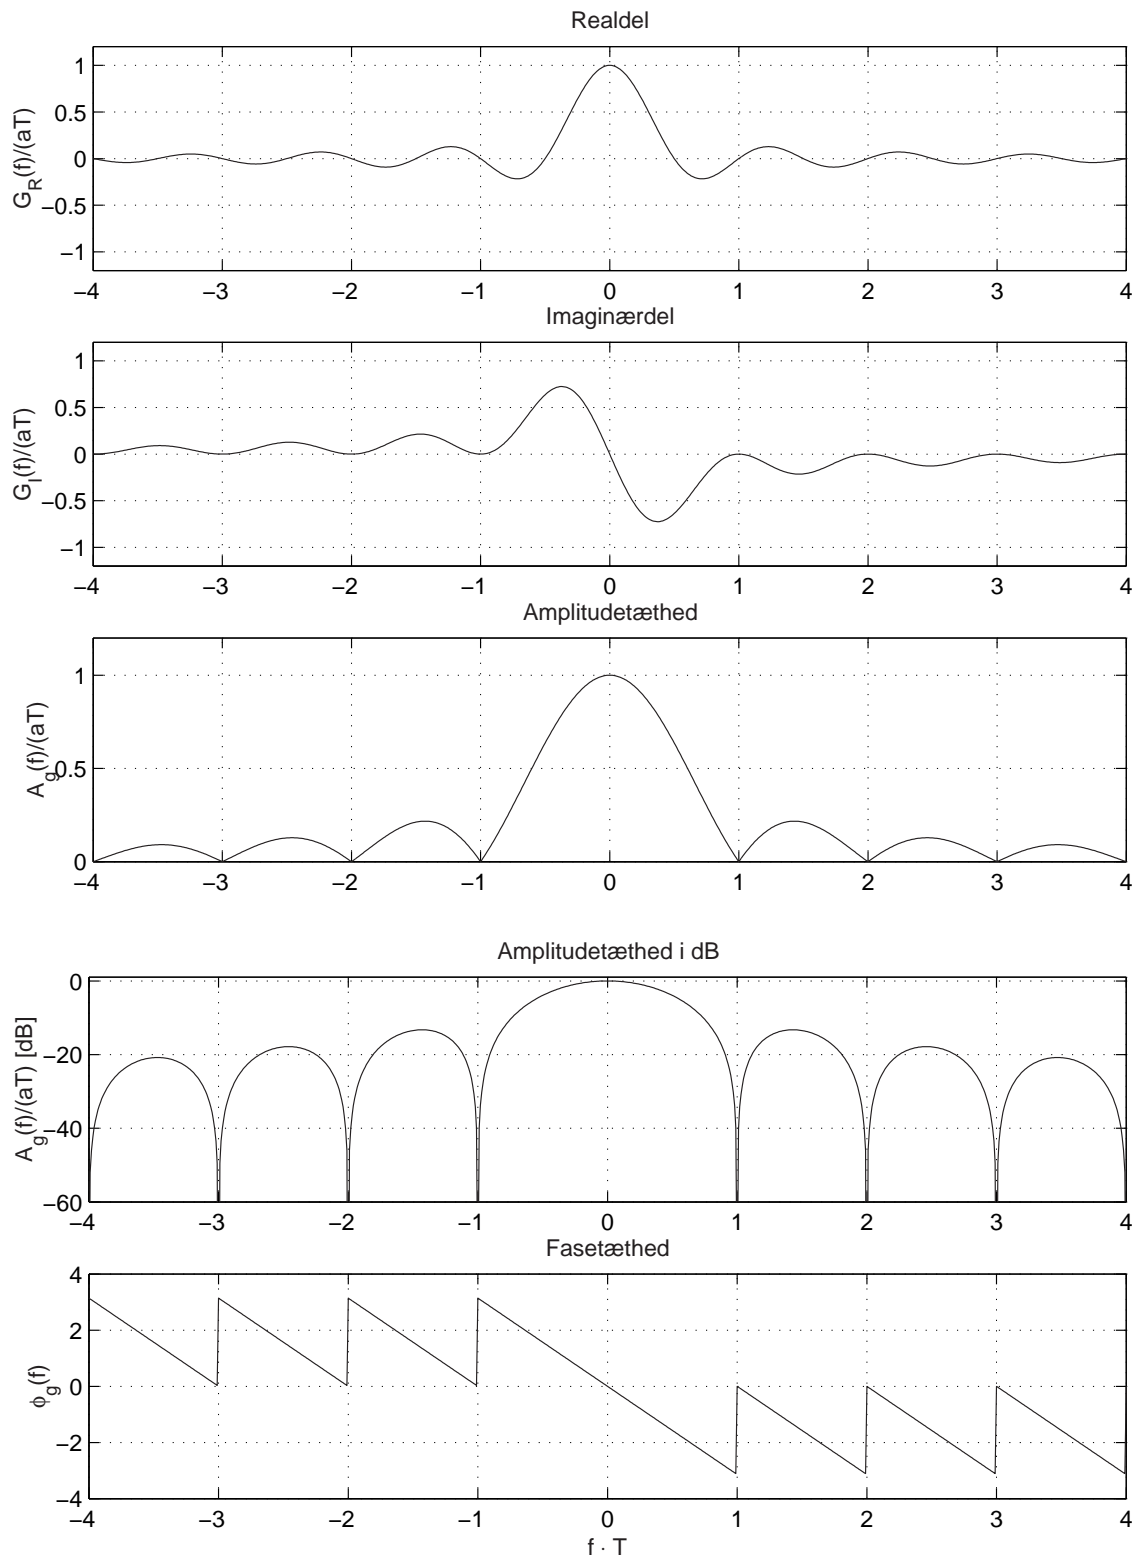 Realdel
G_R(f)/(aT)
1
0.5
0
−0.5
−1
−4 −3 −2 −1 0 1 2 3 4
Imaginærdel
G_I(f)/(aT)
1
0.5
0
−0.5
−1
−4 −3 −2 −1 0 1 2 3 4
Amplitudetæthed
A_g(f)/(aT)
1
0.5
0
−4 −3 −2 −1 0 1 2 3 4
Amplitudetæthed i dB
A_g(f)/(aT) [dB]
0
−20
−40
−60
−4 −3 −2 −1 0 1 2 3 4
Fasetæthed
ϕ_g(f)
4
2
0
−2
−4
−4 −3 −2 −1 0 1 2 3 4
f · T